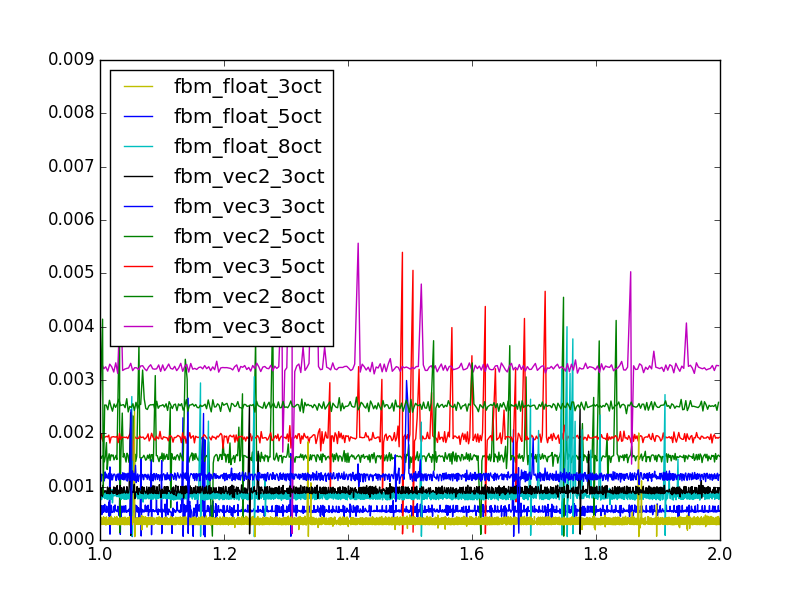 0.009
0.008
0.007
0.006
0.005
0.004
0.003
0.002
0.001
0.000
fbm_float_3oct
fbm_float_5oct
fbm_float_8oct
fbm_vec2_3oct
fbm_vec3_3oct
fbm_vec2_5oct
fbm_vec3_5oct
fbm_vec2_8oct
fbm_vec3_8oct
1.0 1.2 1.4 1.6 1.8 2.0